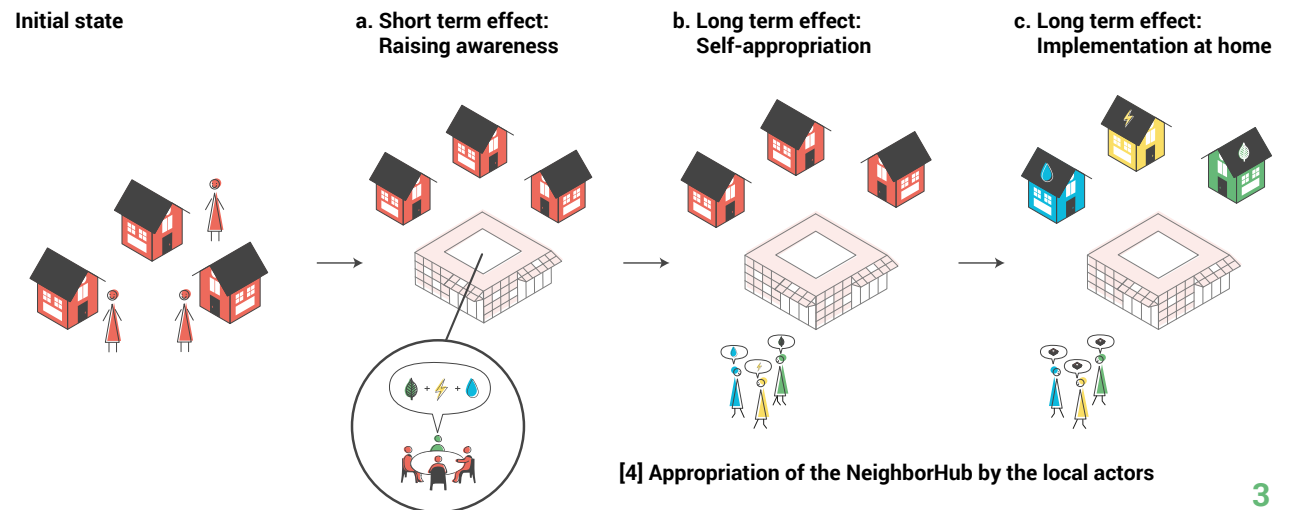 Initial state
a. Short term effect:
Raising awareness
b. Long term effect:
Self-appropriation
c. Long term effect:
Implementation at home
+ +
[4] Appropriation of the NeighborHub by the local actors
3